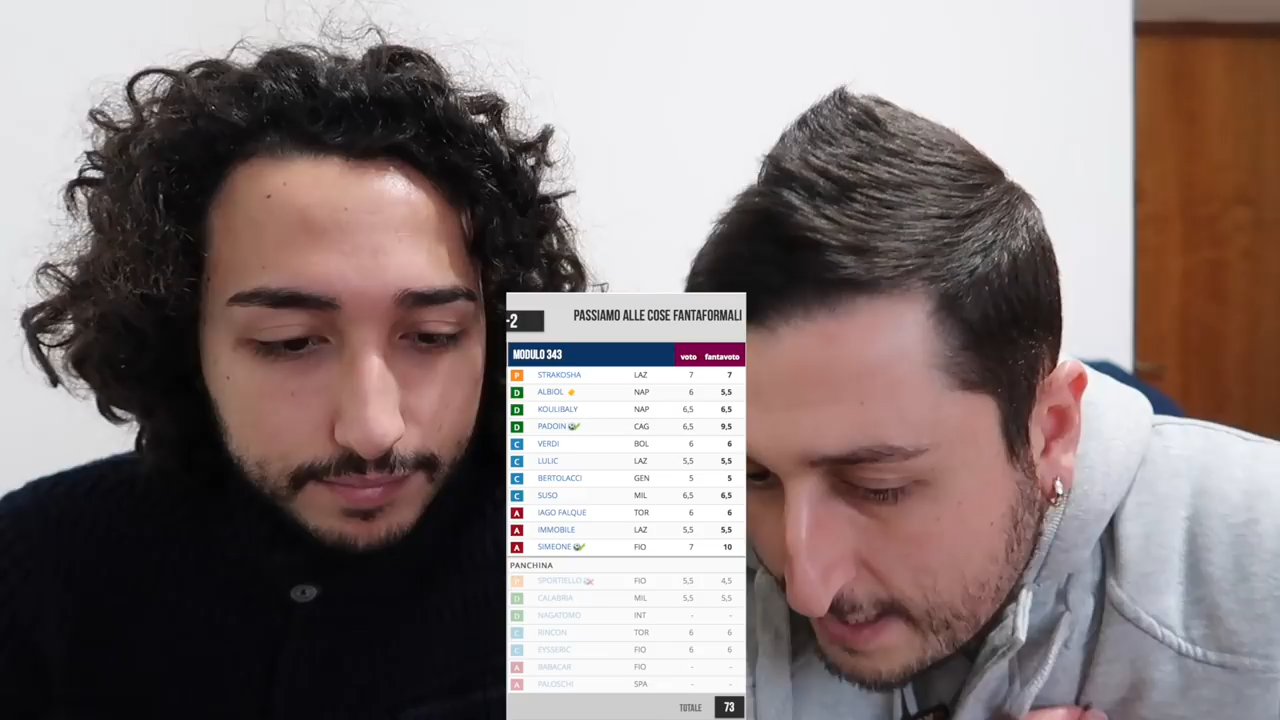 -2
PASSIAMO ALLE COSE FANTAFORMALI
MODULO 343 voto fantavoto
P STRAKOSHA LAZ 7 7
D ALBIOL NAP 6 5,5
D KOULIBALY NAP 6,5 6,5
D PADOIN CAG 6,5 9,5
C VERDI BOL 6 6
C LULIC LAZ 5,5 5,5
C BERTOLACCI GEN 5 5
C SUSO MIL 6,5 6,5
A IAGO FALQUE TOR 6 6
A IMMOBILE LAZ 5,5 5,5
A SIMEONE FIO 7 10
PANCHINA
P SPORTIELLO FIO 5,5 4,5
D CALABRIA MIL 5,5 5,5
D NAGATOMO INT - -
C RINCON TOR 6 6
C EYSSERIC FIO 6 6
A BABACAR FIO - -
A PALOSCHI SPA - -
TOTALE 73